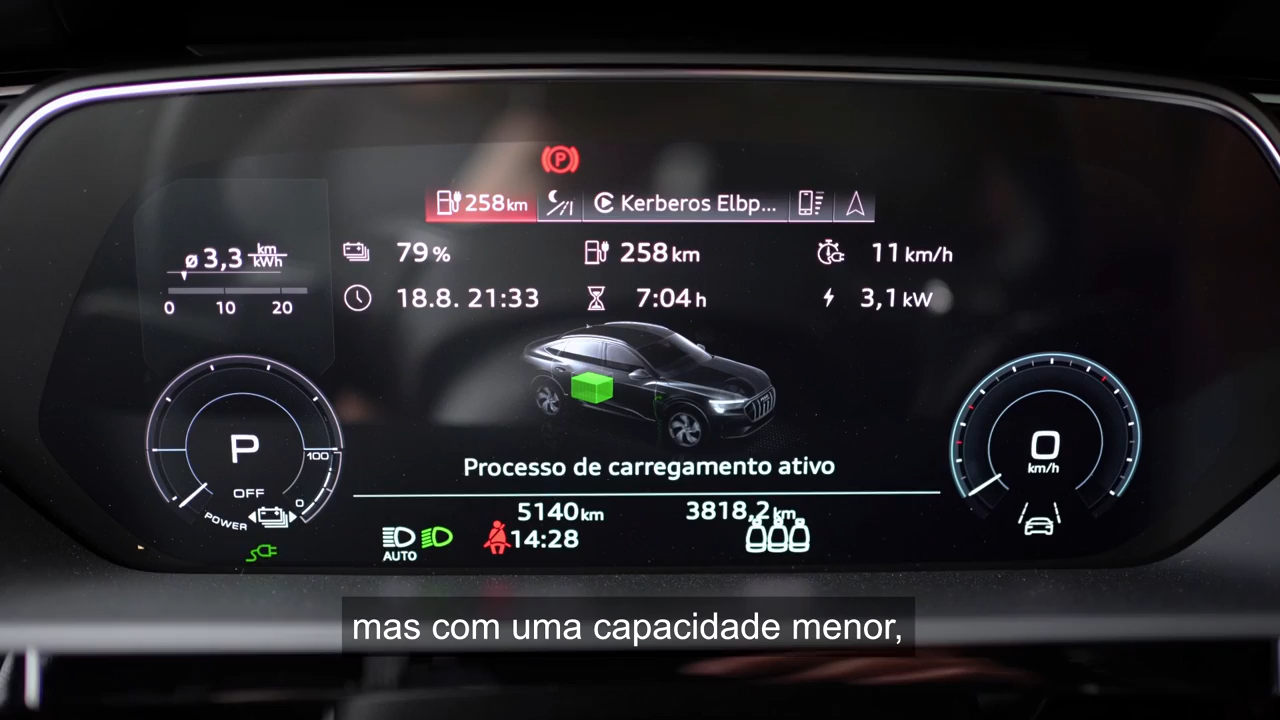 P
258 km
Kerberos Elbp...
ø 3,3 km/kWh
0 10 20
79 %
258 km
11 km/h
18.8. 21:33
7:04 h
3,1 kW
P
100
OFF
0
POWER
0
km/h
Processo de carregamento ativo
5140 km
3818,2 km
AUTO
14:28
mas com uma capacidade menor,